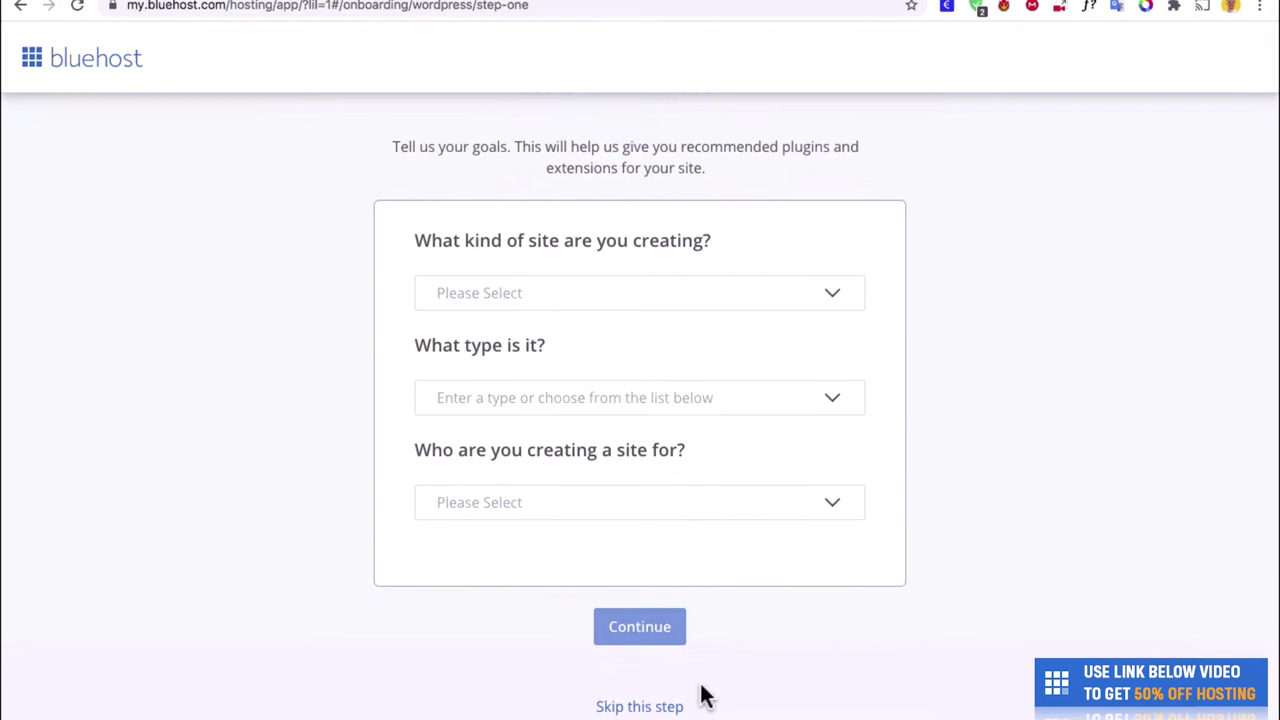 my.bluehost.com/hosting/app/?lil=1#/onboarding/wordpress/step-one
2
f?
bluehost
Tell us your goals. This will help us give you recommended plugins and
extensions for your site.
What kind of site are you creating?
Please Select
What type is it?
Enter a type or choose from the list below
Who are you creating a site for?
Please Select
Continue
Skip this step
USE LINK BELOW VIDEO
TO GET 50% OFF HOSTING